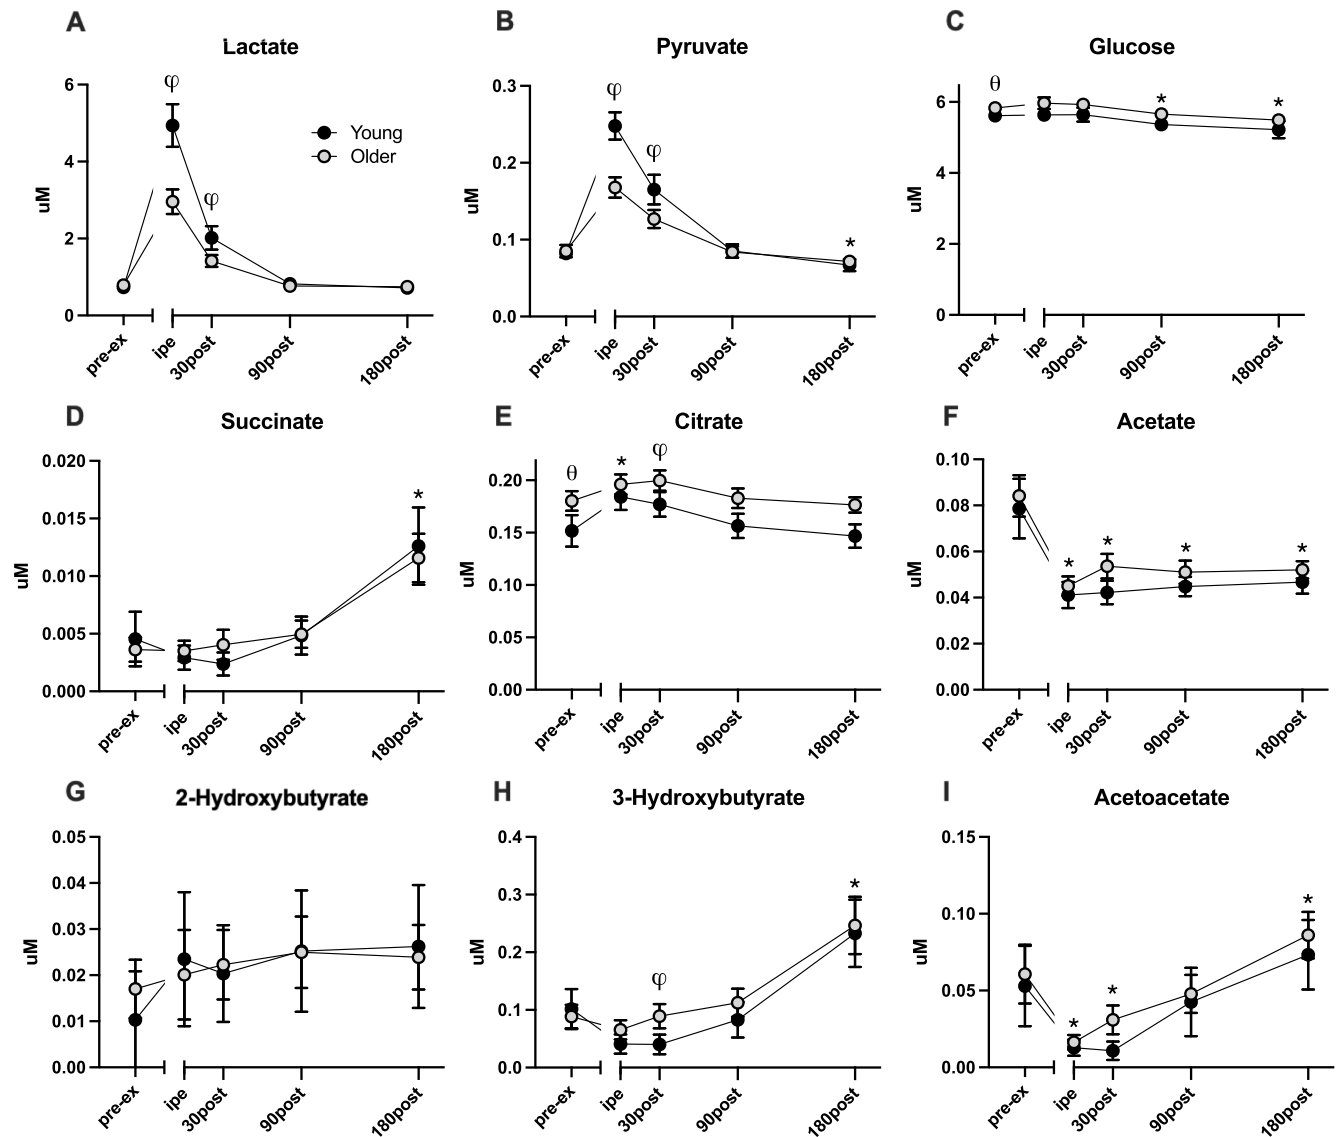 A
Lactate
φ
6
4
2
0
uM
φ
Young
Older
pre-ex
ipe
30post
90post
180post
B
Pyruvate
φ
0.3
0.2
0.1
0.0
uM
φ
*
pre-ex
ipe
30post
90post
180post
C
Glucose
θ
*
*
6
4
2
0
uM
pre-ex
ipe
30post
90post
180post
D
Succinate
0.020
0.015
0.010
0.005
0.000
uM
*
pre-ex
ipe
30post
90post
180post
E
Citrate
θ
*
φ
0.20
0.15
0.10
0.05
0.00
uM
pre-ex
ipe
30post
90post
180post
F
Acetate
0.10
0.08
0.06
0.04
0.02
0.00
uM
*
*
*
*
pre-ex
ipe
30post
90post
180post
G
2-Hydroxybutyrate
0.05
0.04
0.03
0.02
0.01
0.00
uM
pre-ex
ipe
30post
90post
180post
H
3-Hydroxybutyrate
0.4
0.3
0.2
0.1
0.0
uM
φ
*
pre-ex
ipe
30post
90post
180post
I
Acetoacetate
0.15
0.10
0.05
0.00
uM
*
*
*
pre-ex
ipe
30post
90post
180post